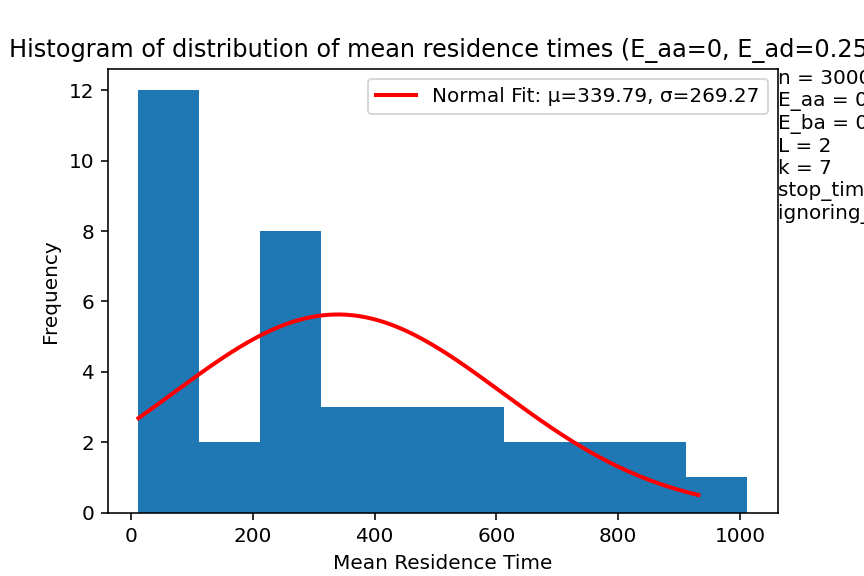 Histogram of distribution of mean residence times (E_aa=0, E_ad=0.25
Normal Fit: μ=339.79, σ=269.27
n = 3000
E_aa = 0
E_ba = 0
L = 2
k = 7
stop_tim
ignoring_
12
10
8
6
4
2
0
Frequency
0 200 400 600 800 1000
Mean Residence Time